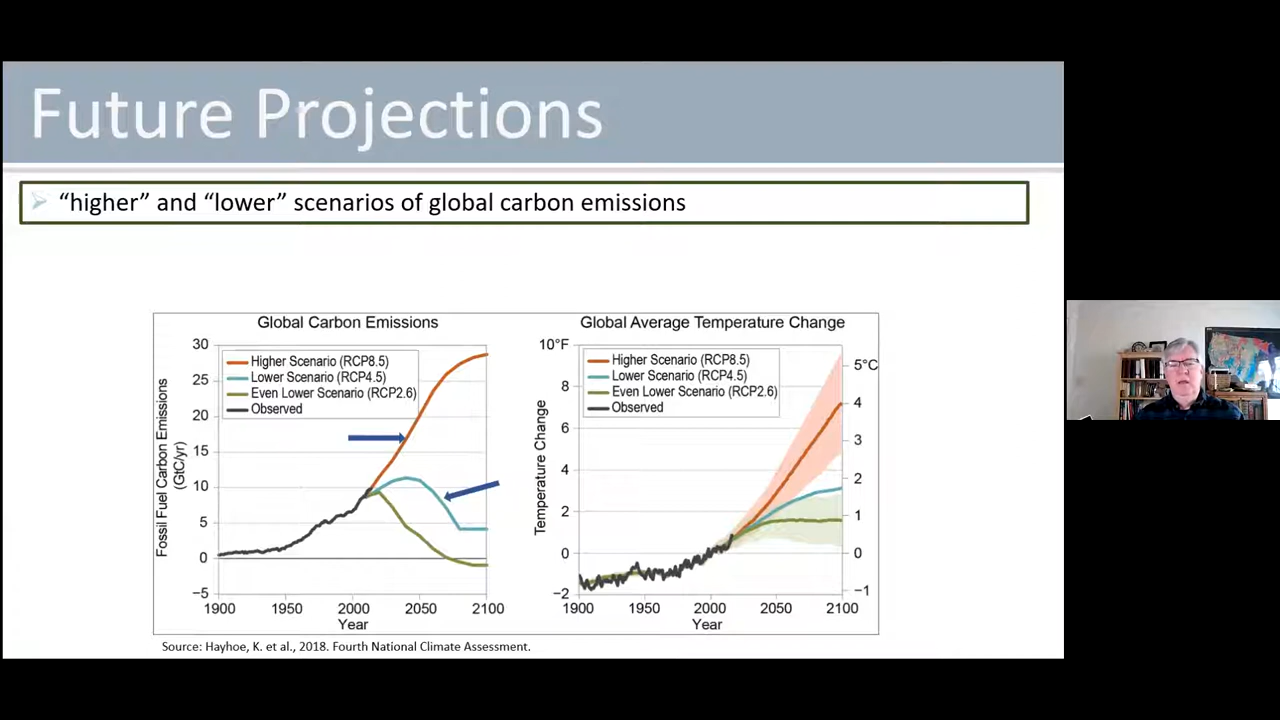 Future Projections
“higher” and “lower” scenarios of global carbon emissions
Global Carbon Emissions
30
25
20
15
10
5
0
−5
Fossil Fuel Carbon Emissions
(GtC/yr)
Higher Scenario (RCP8.5)
Lower Scenario (RCP4.5)
Even Lower Scenario (RCP2.6)
Observed
1900
1950
2000
2050
2100
Year
Global Average Temperature Change
10°F
8
6
4
2
0
−2
Temperature Change
Higher Scenario (RCP8.5)
Lower Scenario (RCP4.5)
Even Lower Scenario (RCP2.6)
Observed
5°C
4
3
2
1
0
−1
1900
1950
2000
2050
2100
Year
Source: Hayhoe, K. et al., 2018. Fourth National Climate Assessment.